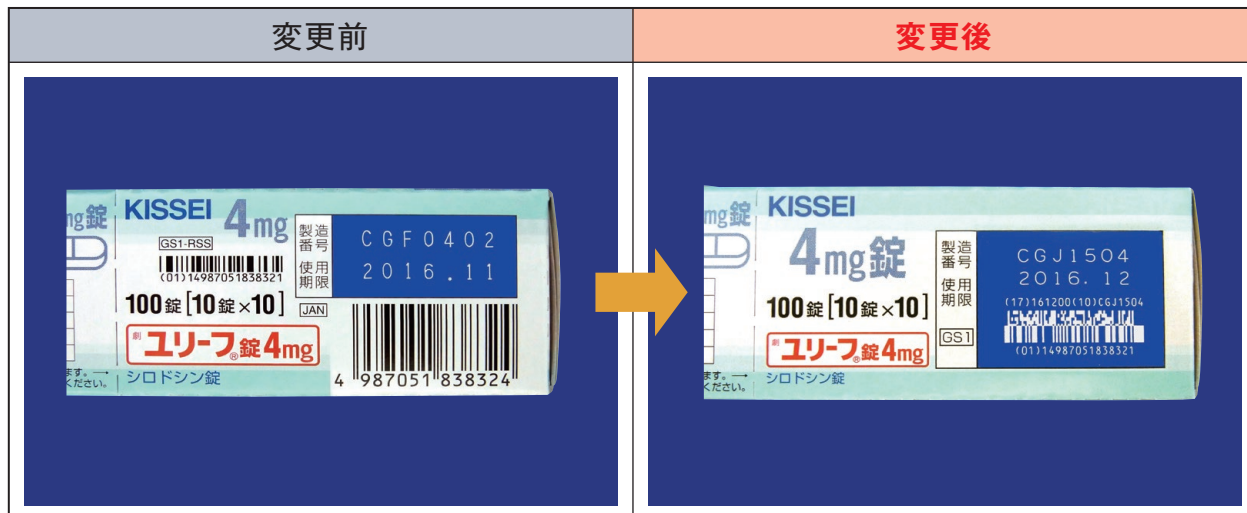 変更前
変更後
mg錠
KISSEI
4mg
GS1-RSS
(01)14987051838321
100錠[10錠×10]
劇 ユリーフ®錠4mg
シロドシン錠
ます。→
ください。
製造
番号
使用
期限
CGF0402
2016.11
JAN
4 987051 838324
mg錠
KISSEI
4mg錠
100錠[10錠×10]
劇 ユリーフ®錠4mg
シロドシン錠
ます。→
ください。
製造
番号
使用
期限
GS1
CGJ1504
2016.12
(17)161200(10)CGJ1504
(01)14987051838321